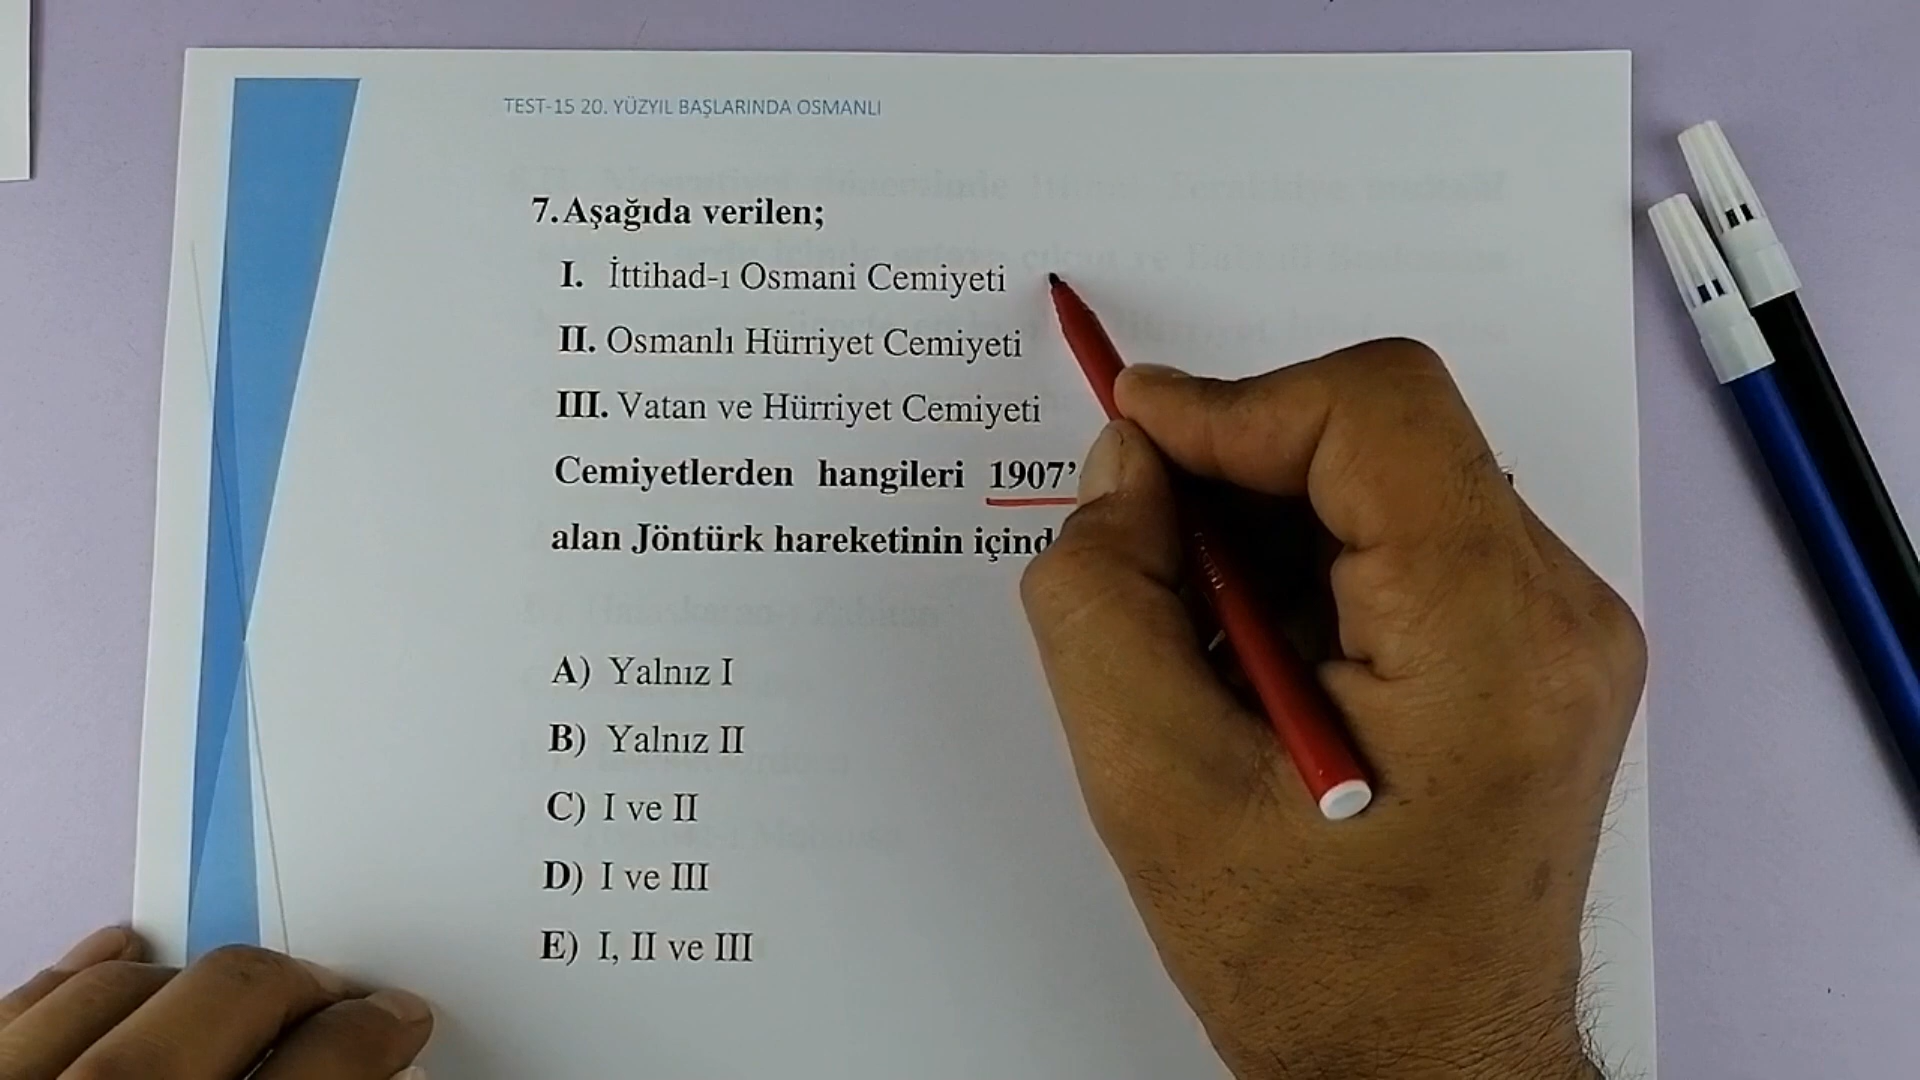 TEST-15 20. YÜZYIL BAŞLARINDA OSMANLI
7. Aşağıda verilen;
I. İttihad-ı Osmani Cemiyeti
II. Osmanlı Hürriyet Cemiyeti
III. Vatan ve Hürriyet Cemiyeti
Cemiyetlerden hangileri 1907’
alan Jöntürk hareketinin
A) Yalnız I
B) Yalnız II
C) I ve II
D) I ve III
E) I, II ve III